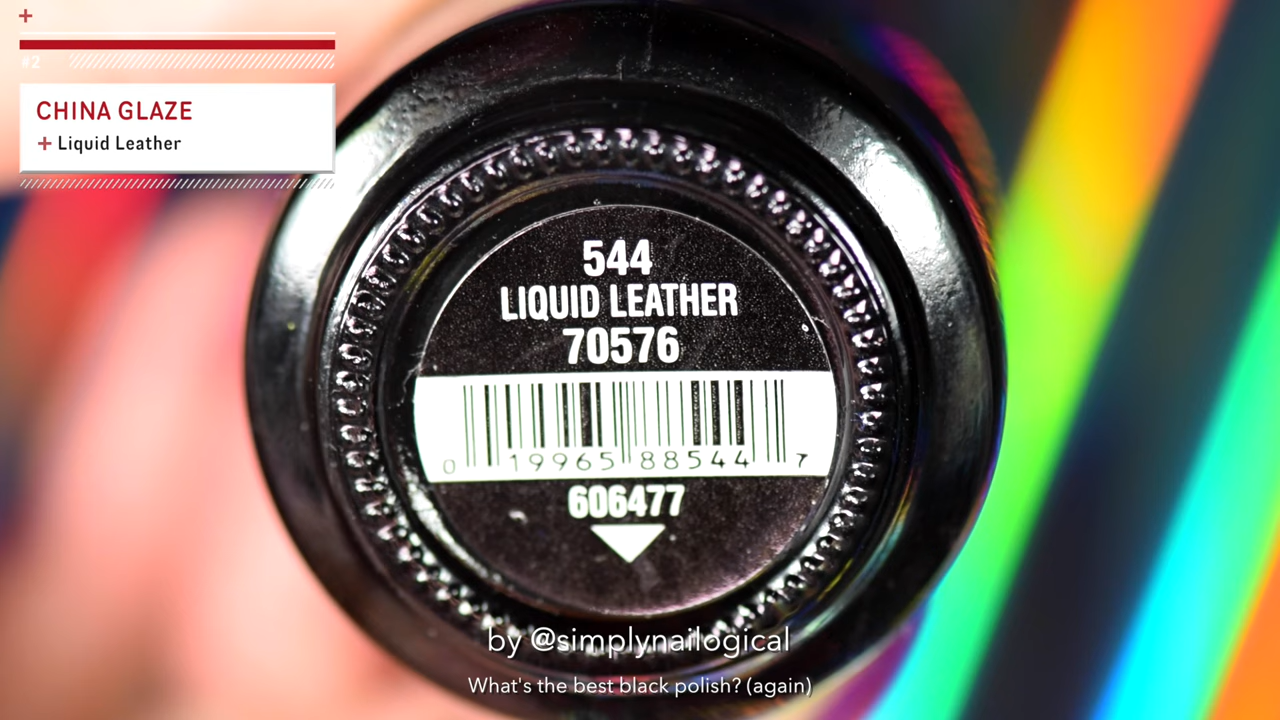 +
#2
CHINA GLAZE
+ Liquid Leather
544
LIQUID LEATHER
70576
0 19965 88544 7
606477
by @simplynailogical
What's the best black polish? (again)